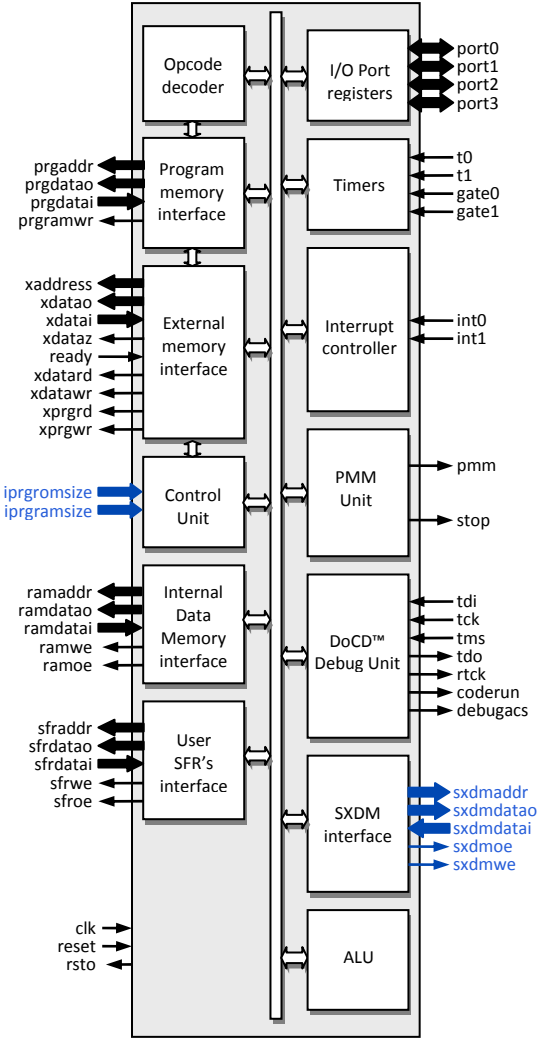 Opcode
decoder
I/O Port
registers
port0
port1
port2
port3
prgaddr
prgdatao
prgdatai
prgramwr
Program
memory
interface
Timers
t0
t1
gate0
gate1
xaddress
xdatao
xdatai
xdataz
ready
xdatard
xdatawr
xprgrd
xprgwr
External
memory
interface
Interrupt
controller
int0
int1
iprgromsize
iprgramsize
Control
Unit
PMM
Unit
pmm
stop
ramaddr
ramdatao
ramdatai
ramwe
ramoe
Internal
Data
Memory
interface
DoCD™
Debug Unit
tdi
tck
tms
tdo
rtck
coderun
debugacs
sfraddr
sfrdatao
sfrdatai
sfrwe
sfroe
User
SFR's
interface
SXDM
interface
sxdmaddr
sxdmdatao
sxdmdatai
sxdmoe
sxdmwe
clk
reset
rsto
ALU